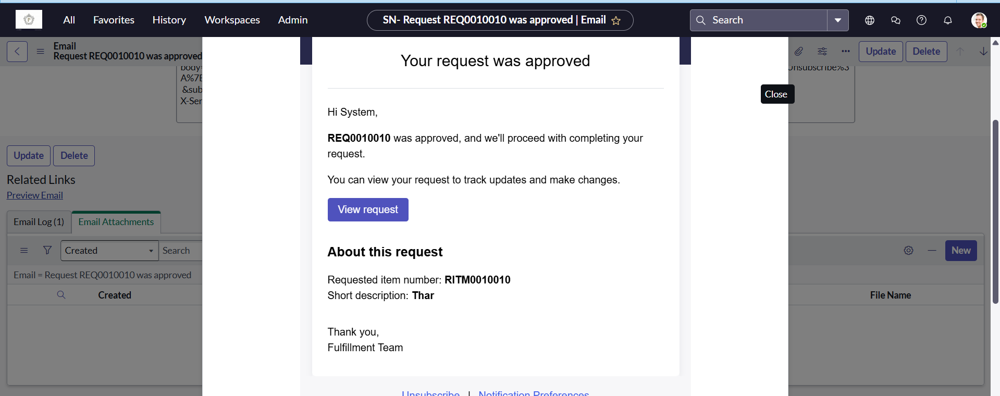 All
Favorites
History
Workspaces
Admin
SN- Request REQ0010010 was approved | Email
Search
Email
Request REQ0010010 was approved
Update
Delete
body=
A%7E
&sub
X-Ser
Unsubscribe%3
Close
Update
Delete
Related Links
Preview Email
Email Log (1)
Email Attachments
Created
Search
New
Email = Request REQ0010010 was approved
Created
File Name
Your request was approved
Hi System,
REQ0010010 was approved, and we'll proceed with completing your
request.
You can view your request to track updates and make changes.
View request
About this request
Requested item number: RITM0010010
Short description: Thar
Thank you,
Fulfillment Team
Unsubscribe | Notification Preferences